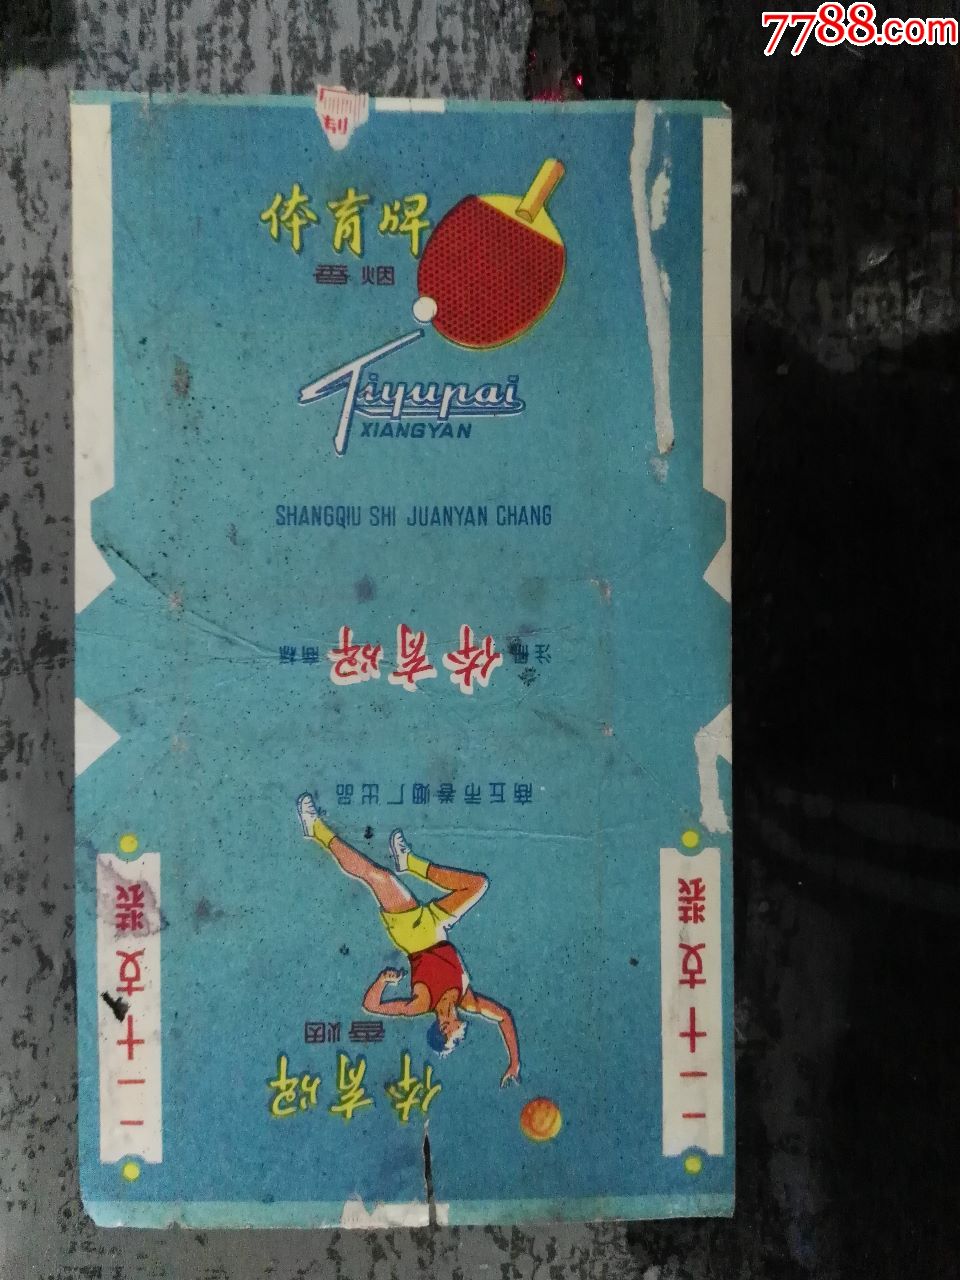 7788.com
体育牌
香烟
Tiyupai
XIANGYAN
SHANGQIU SHI JUANYAN CHANG
注册 体育牌 商标
商丘市卷烟厂出品
体育牌
香烟
二十支装
二十支装